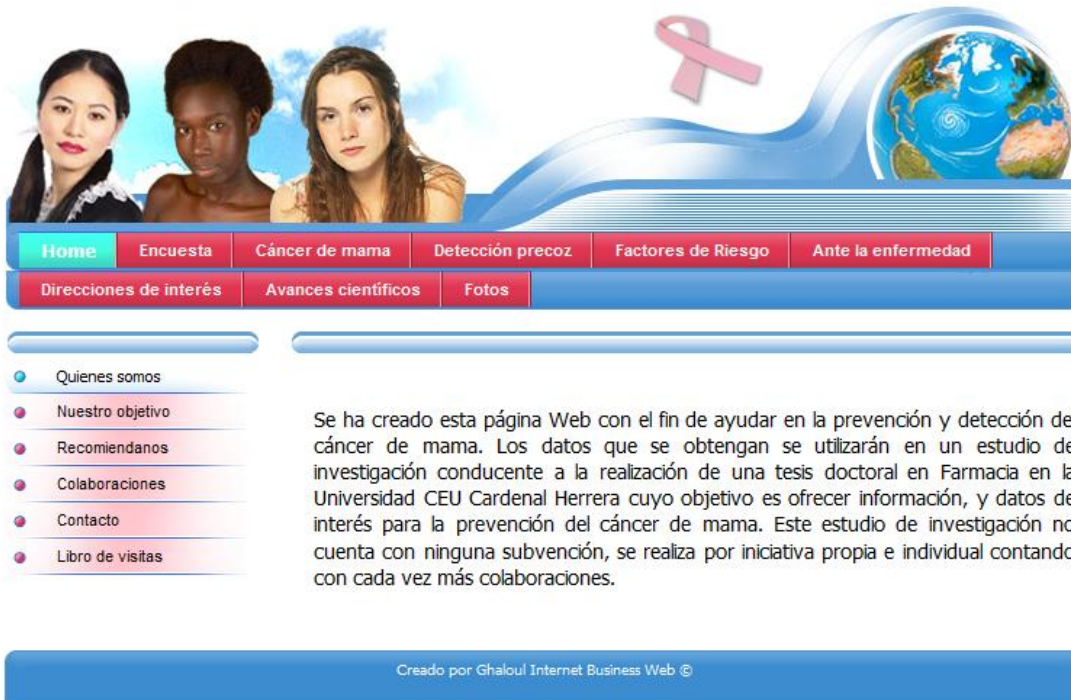 Home Encuesta Cáncer de mama Detección precoz Factores de Riesgo Ante la enfermedad
Direcciones de interés Avances científicos Fotos
Quienes somos
Nuestro objetivo
Recomiendanos
Colaboraciones
Contacto
Libro de visitas
Se ha creado esta página Web con el fin de ayudar en la prevención y detección de
cáncer de mama. Los datos que se obtengan se utilizarán en un estudio de
investigación conducente a la realización de una tesis doctoral en Farmacia en la
Universidad CEU Cardenal Herrera cuyo objetivo es ofrecer información, y datos de
interés para la prevención del cáncer de mama. Este estudio de investigación no
cuenta con ninguna subvención, se realiza por iniciativa propia e individual contando
con cada vez más colaboraciones.
Creado por Ghaloul Internet Business Web ©